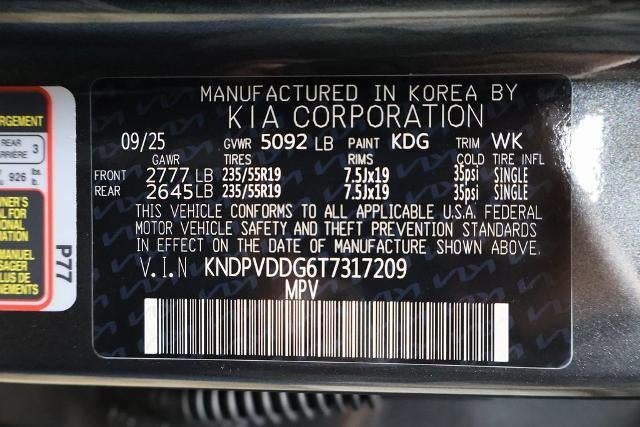 MANUFACTURED IN KOREA BY
KIA CORPORATION
09/25 GVWR 5092 LB PAINT KDG TRIM WK
GAWR TIRES RIMS COLD TIRE INFL
FRONT 2777 LB 235/55R19 7.5Jx19 35psi SINGLE
REAR 2645 LB 235/55R19 7.5Jx19 35psi SINGLE
THIS VEHICLE CONFORMS TO ALL APPLICABLE U.S.A. FEDERAL
MOTOR VEHICLE SAFETY AND THEFT PREVENTION STANDARDS
IN EFFECT ON THE DATE OF MANUFACTURE SHOWN ABOVE.
V.I.N KNDPVDDG6T7317209
MPV
REAR
3
926 lbs.
P77